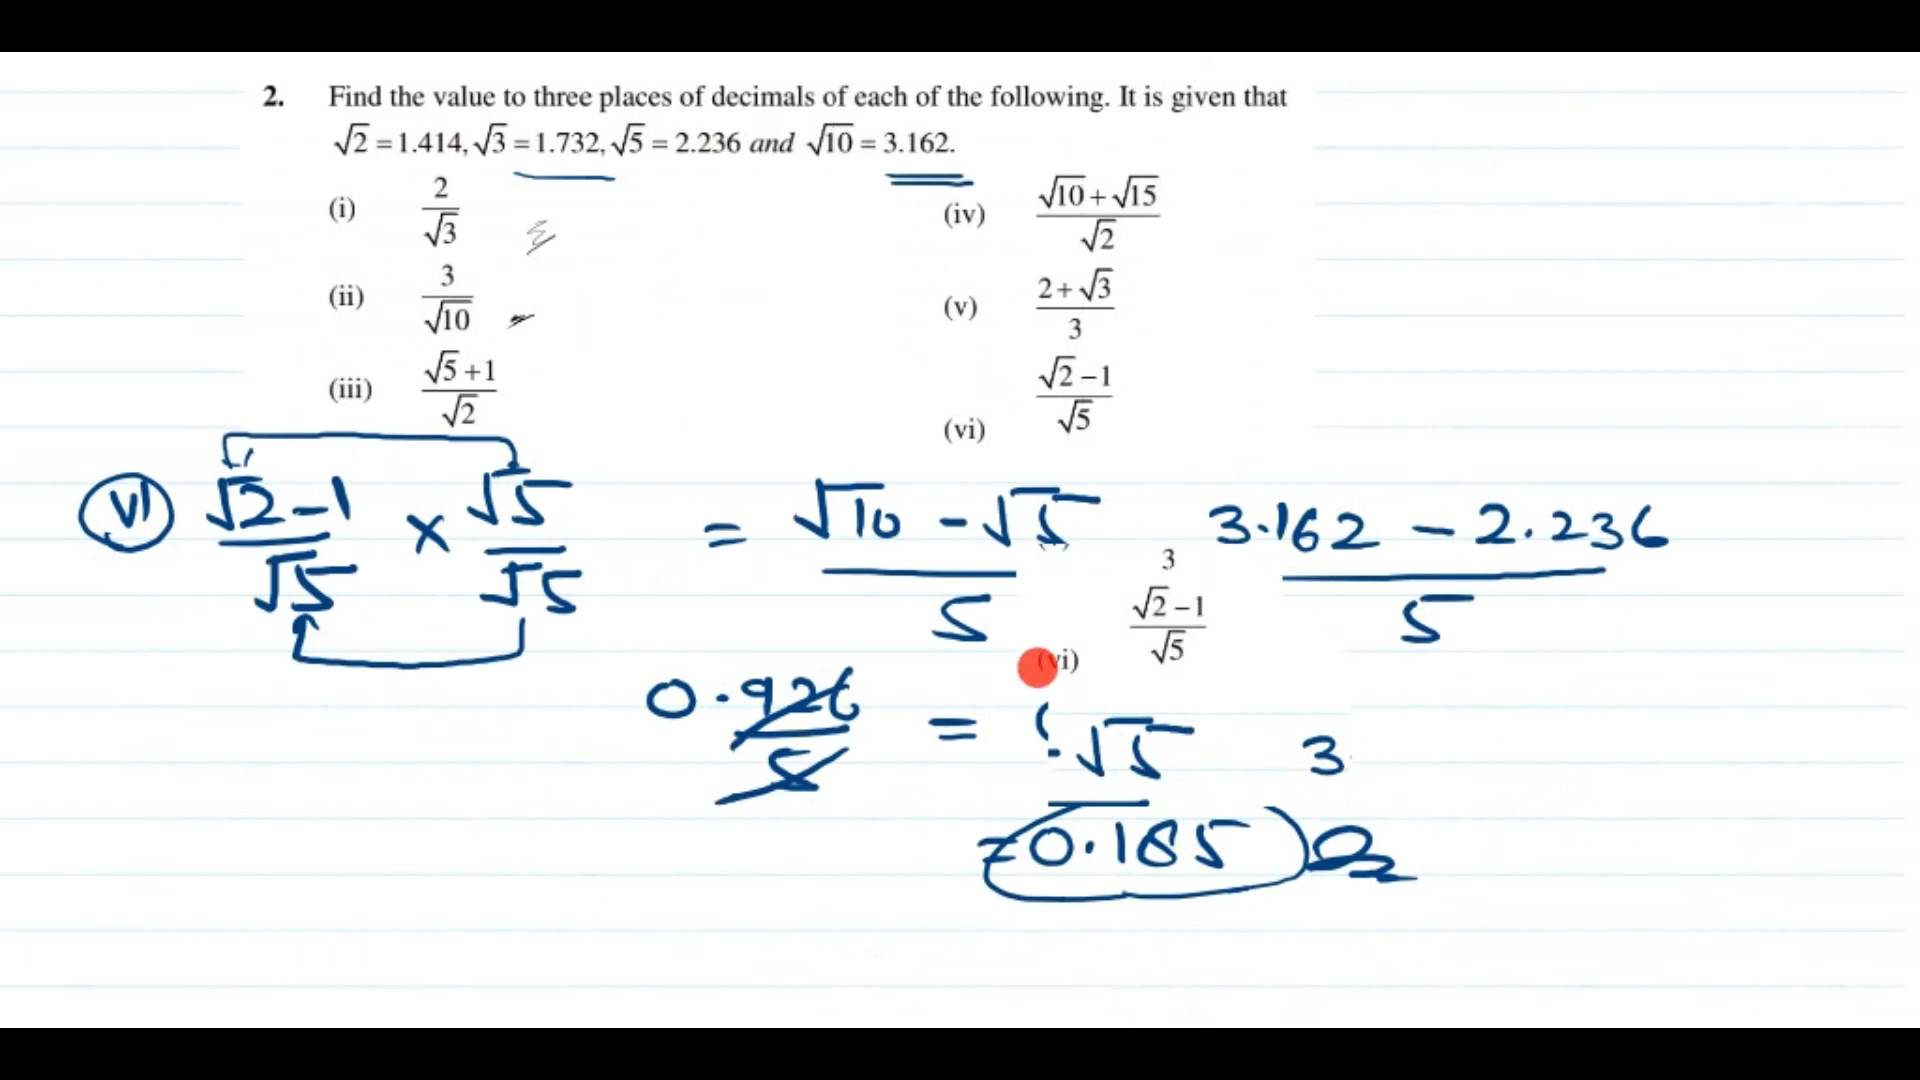 2. Find the value to three places of decimals of each of the following. It is given that
√2 = 1.414, √3 = 1.732, √5 = 2.236 and √10 = 3.162.
(i) 2/√3
(ii) 3/√10
(iii) (√5+1)/√2
(iv) (√10+√15)/√2
(v) (2+√3)/3
(vi) (√2−1)/√5
(vi) (√2−1)/√5 × √5/√5 = (√10 − √5)/5 (3.162 − 2.236)/5
3
(vi) (√2−1)/√5
0.926/5 = √5 3
=0.185